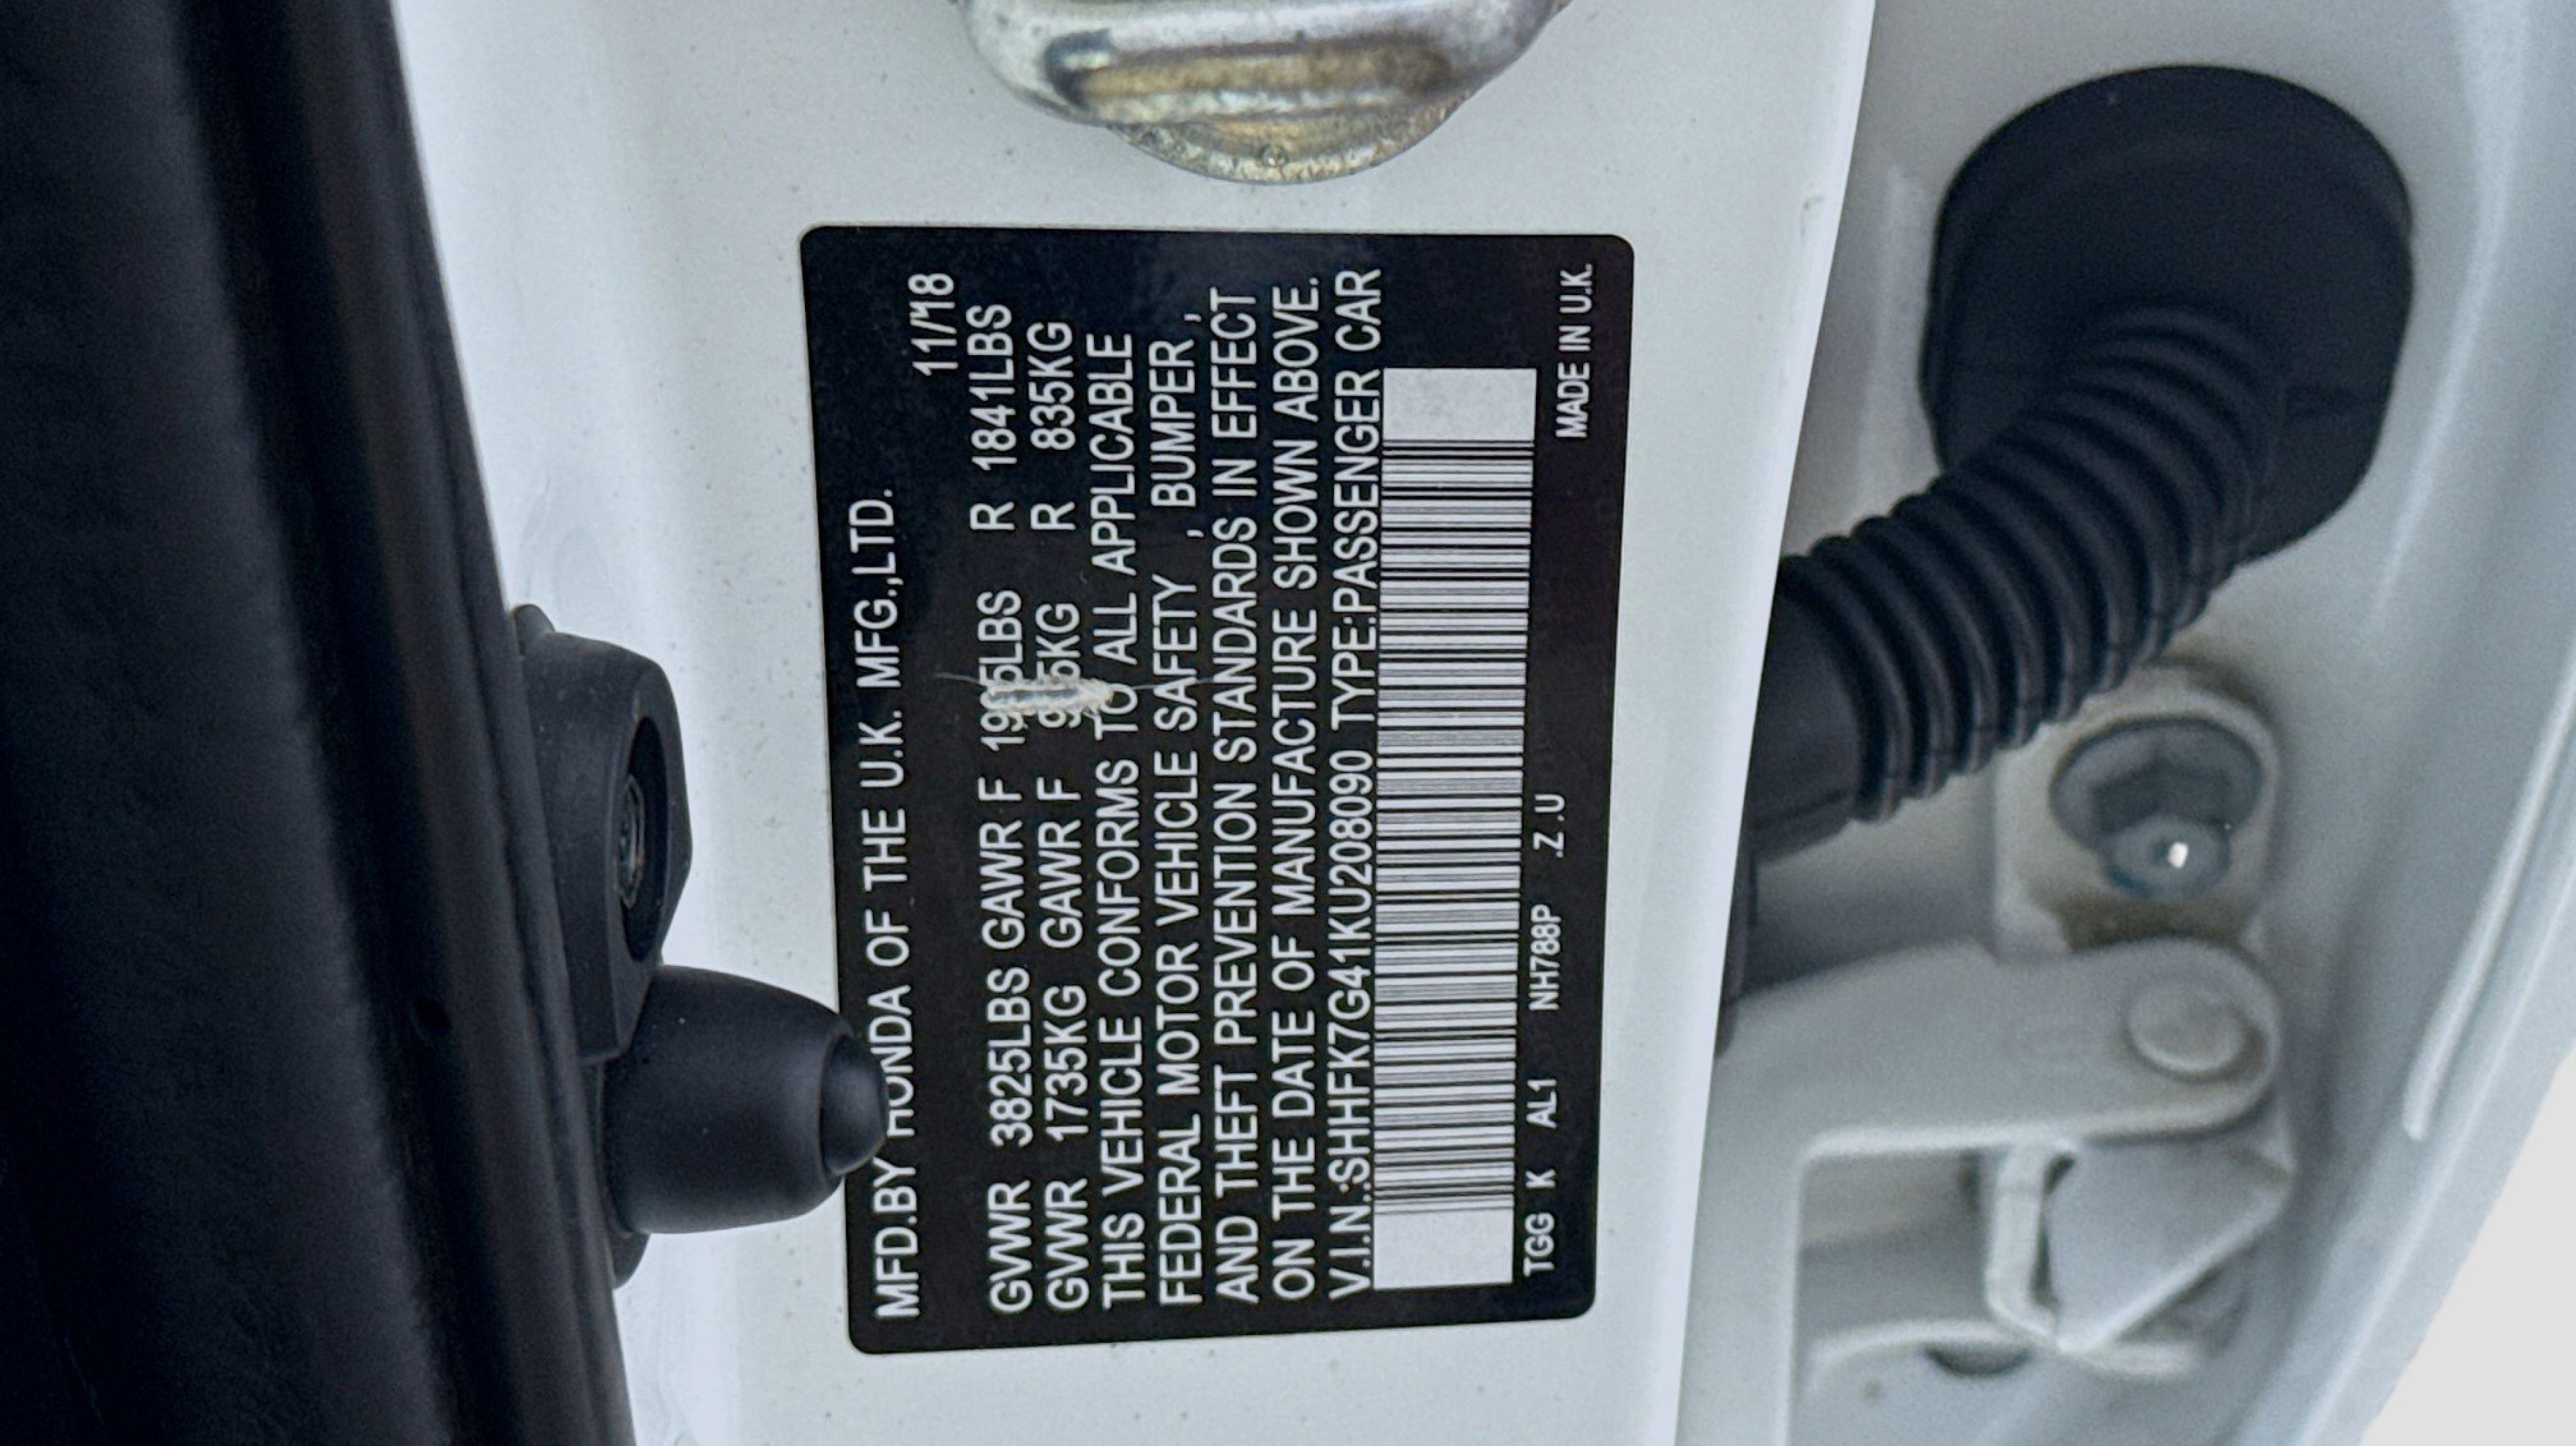 MFD.BY HONDA OF THE U.K. MFG.,LTD.
11/18
GVWR 3825LBS GAWR F R 1841LBS
GVWR 1735KG GAWR F R 835KG
THIS VEHICLE CONFORMS TO ALL APPLICABLE
FEDERAL MOTOR VEHICLE SAFETY , BUMPER ,
AND THEFT PREVENTION STANDARDS IN EFFECT
ON THE DATE OF MANUFACTURE SHOWN ABOVE.
V.I.N.:SHHFK7G41KU208090 TYPE:PASSENGER CAR
TGG K AL1 NH788P .Z.U MADE IN U.K.